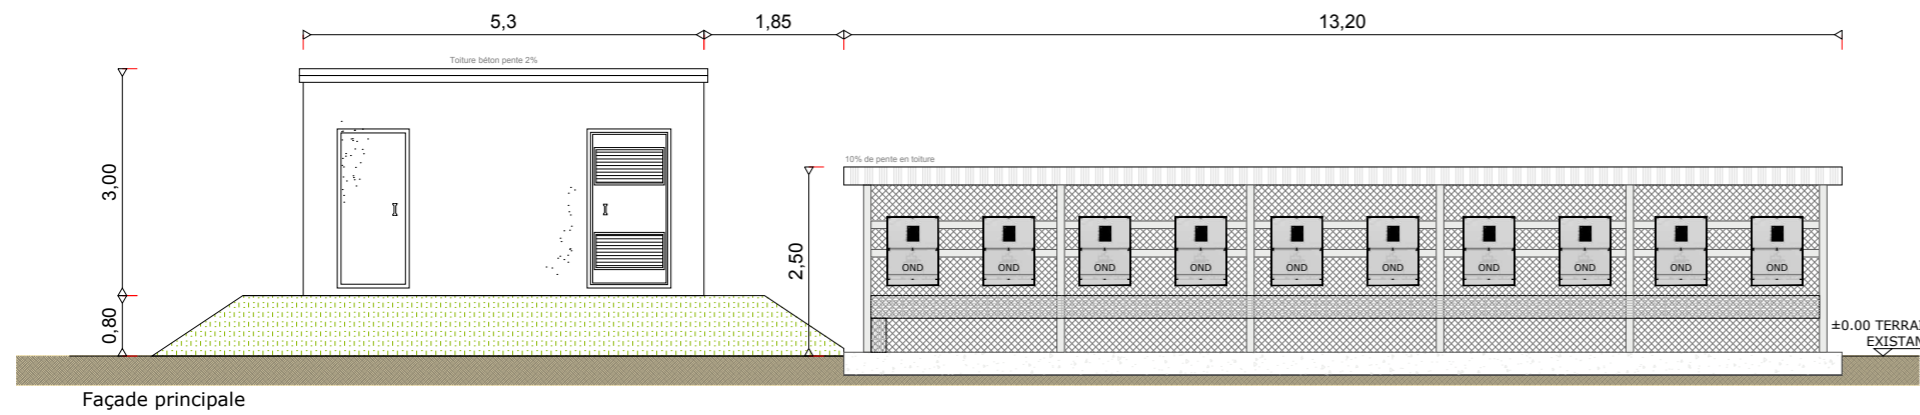 5,3
1,85
13,20
Toiture béton pente 2%
3,00
10% de pente en toiture
2,50
OND
OND
OND
OND
OND
OND
OND
OND
OND
OND
0,80
±0.00 TERRAI
EXISTAN
Façade principale